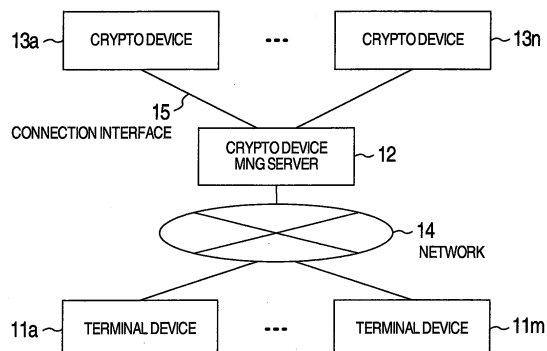 13a CRYPTO DEVICE --- CRYPTO DEVICE 13n
15
CONNECTION INTERFACE
CRYPTO DEVICE
MNG SERVER
12
14
NETWORK
11a TERMINAL DEVICE --- TERMINAL DEVICE 11m